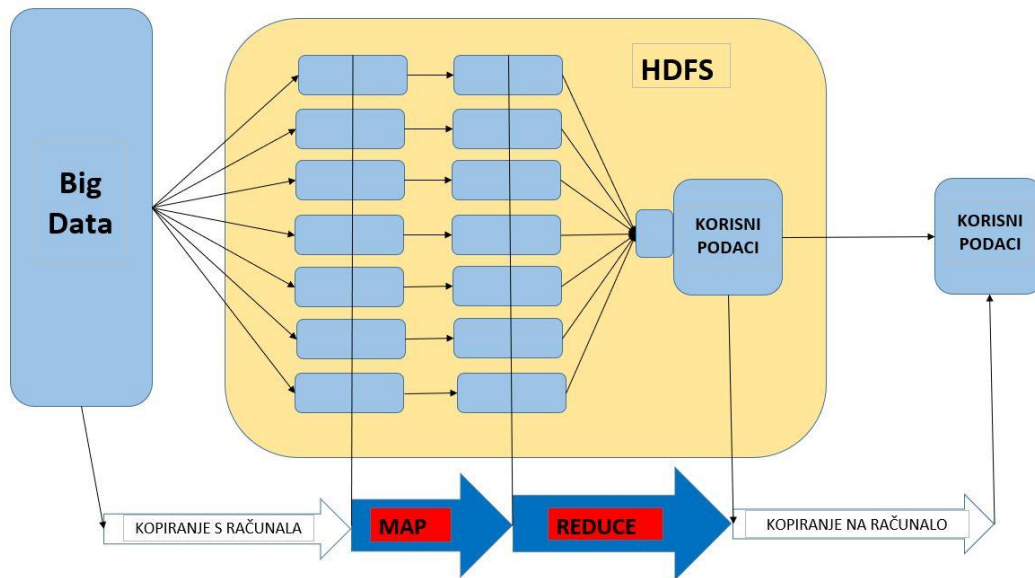 HDFS
Big
Data
KORISNI
PODACI
KORISNI
PODACI
KOPIRANJE S RAČUNALA
MAP
REDUCE
KOPIRANJE NA RAČUNALO